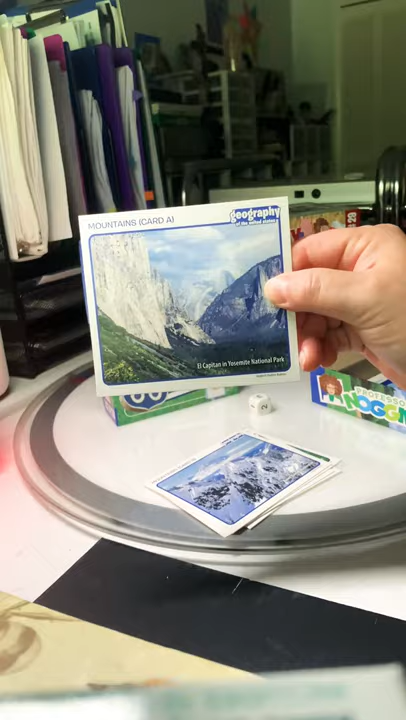 MOUNTAINS (CARD A)
geography
of the united states
El Capitan in Yosemite National Park
PROFESSOR
NOGGIN